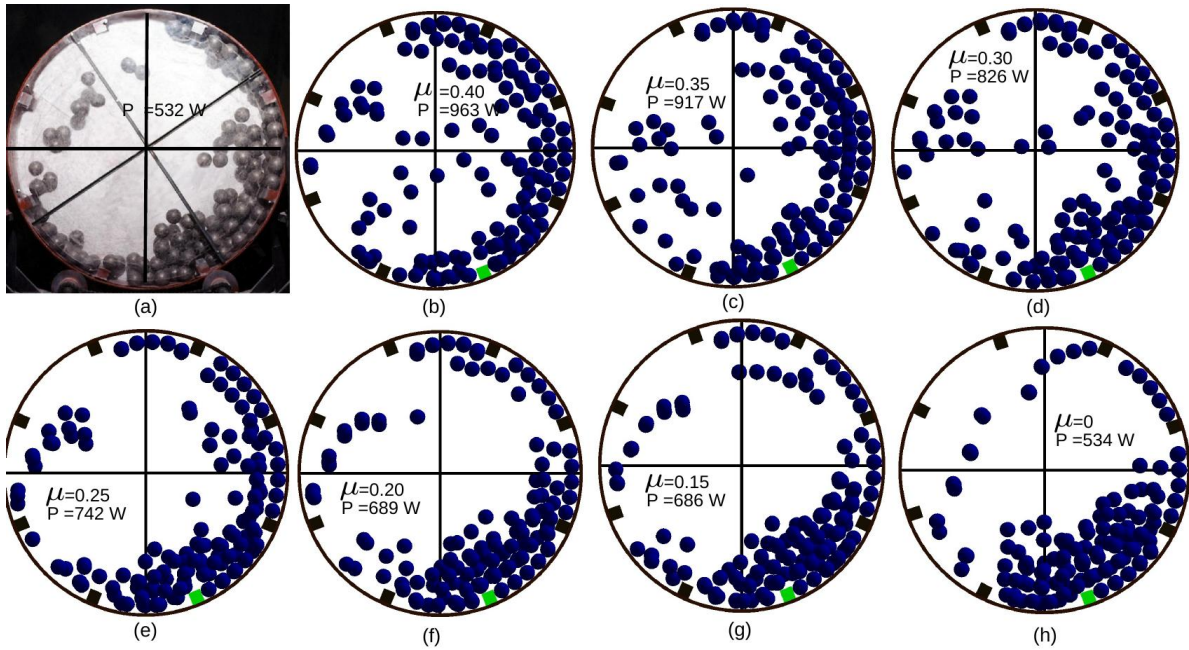 P =532 W
μ=0.40
P =963 W
μ=0.35
P =917 W
μ=0.30
P =826 W
(a)
(b)
(c)
(d)
μ=0.25
P =742 W
μ=0.20
P =689 W
μ=0.15
P =686 W
μ=0
P =534 W
(e)
(f)
(g)
(h)